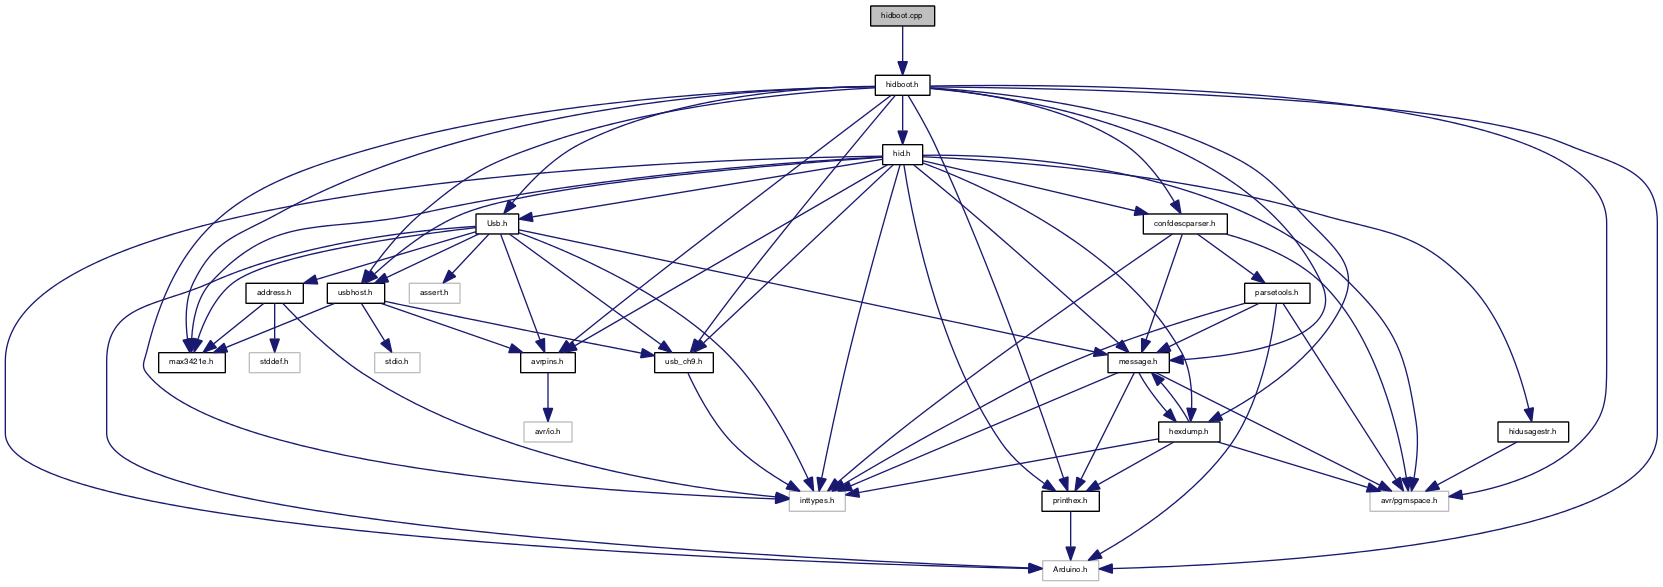 hidboot.cpp
hidboot.h
hid.h
Usb.h
confdescparser.h
address.h
usbhost.h
assert.h
parsetools.h
max3421e.h
stddef.h
stdio.h
avrpins.h
usb_ch9.h
message.h
avr/io.h
hexdump.h
hidusagestr.h
inttypes.h
printhex.h
avr/pgmspace.h
Arduino.h